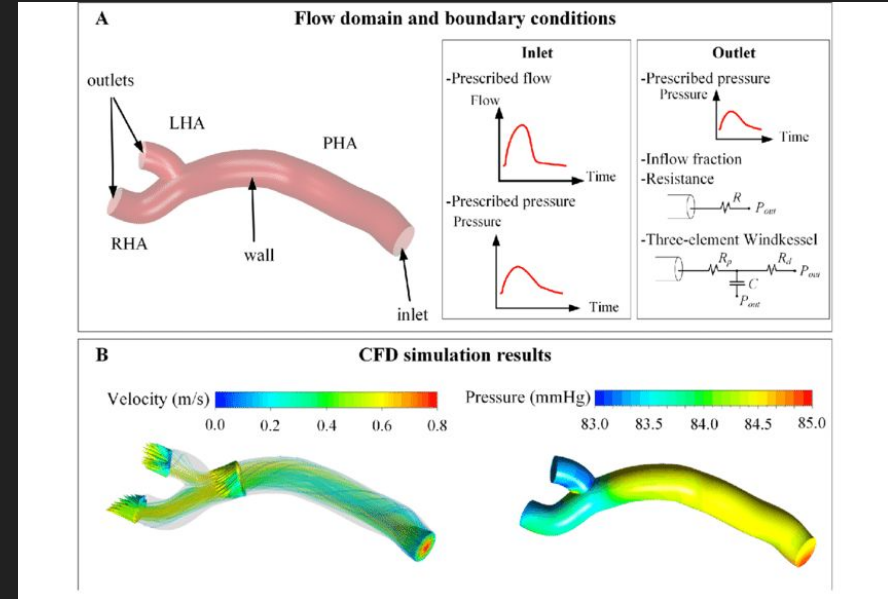 A
Flow domain and boundary conditions
outlets
LHA
PHA
RHA
wall
inlet
Inlet
-Prescribed flow
Flow
Time
-Prescribed pressure
Pressure
Time
Outlet
-Prescribed pressure
Pressure
Time
-Inflow fraction
-Resistance
R
Pout
-Three-element Windkessel
Rp
Rd
Pout
C
Pout
B
CFD simulation results
Velocity (m/s)
0.0 0.2 0.4 0.6 0.8
Pressure (mmHg)
83.0 83.5 84.0 84.5 85.0